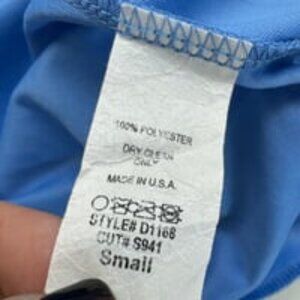 100% POLYESTER
DRY CLEAN
ONLY
MADE IN U.S.A.
STYLE# D1168
CUT# S941
Small